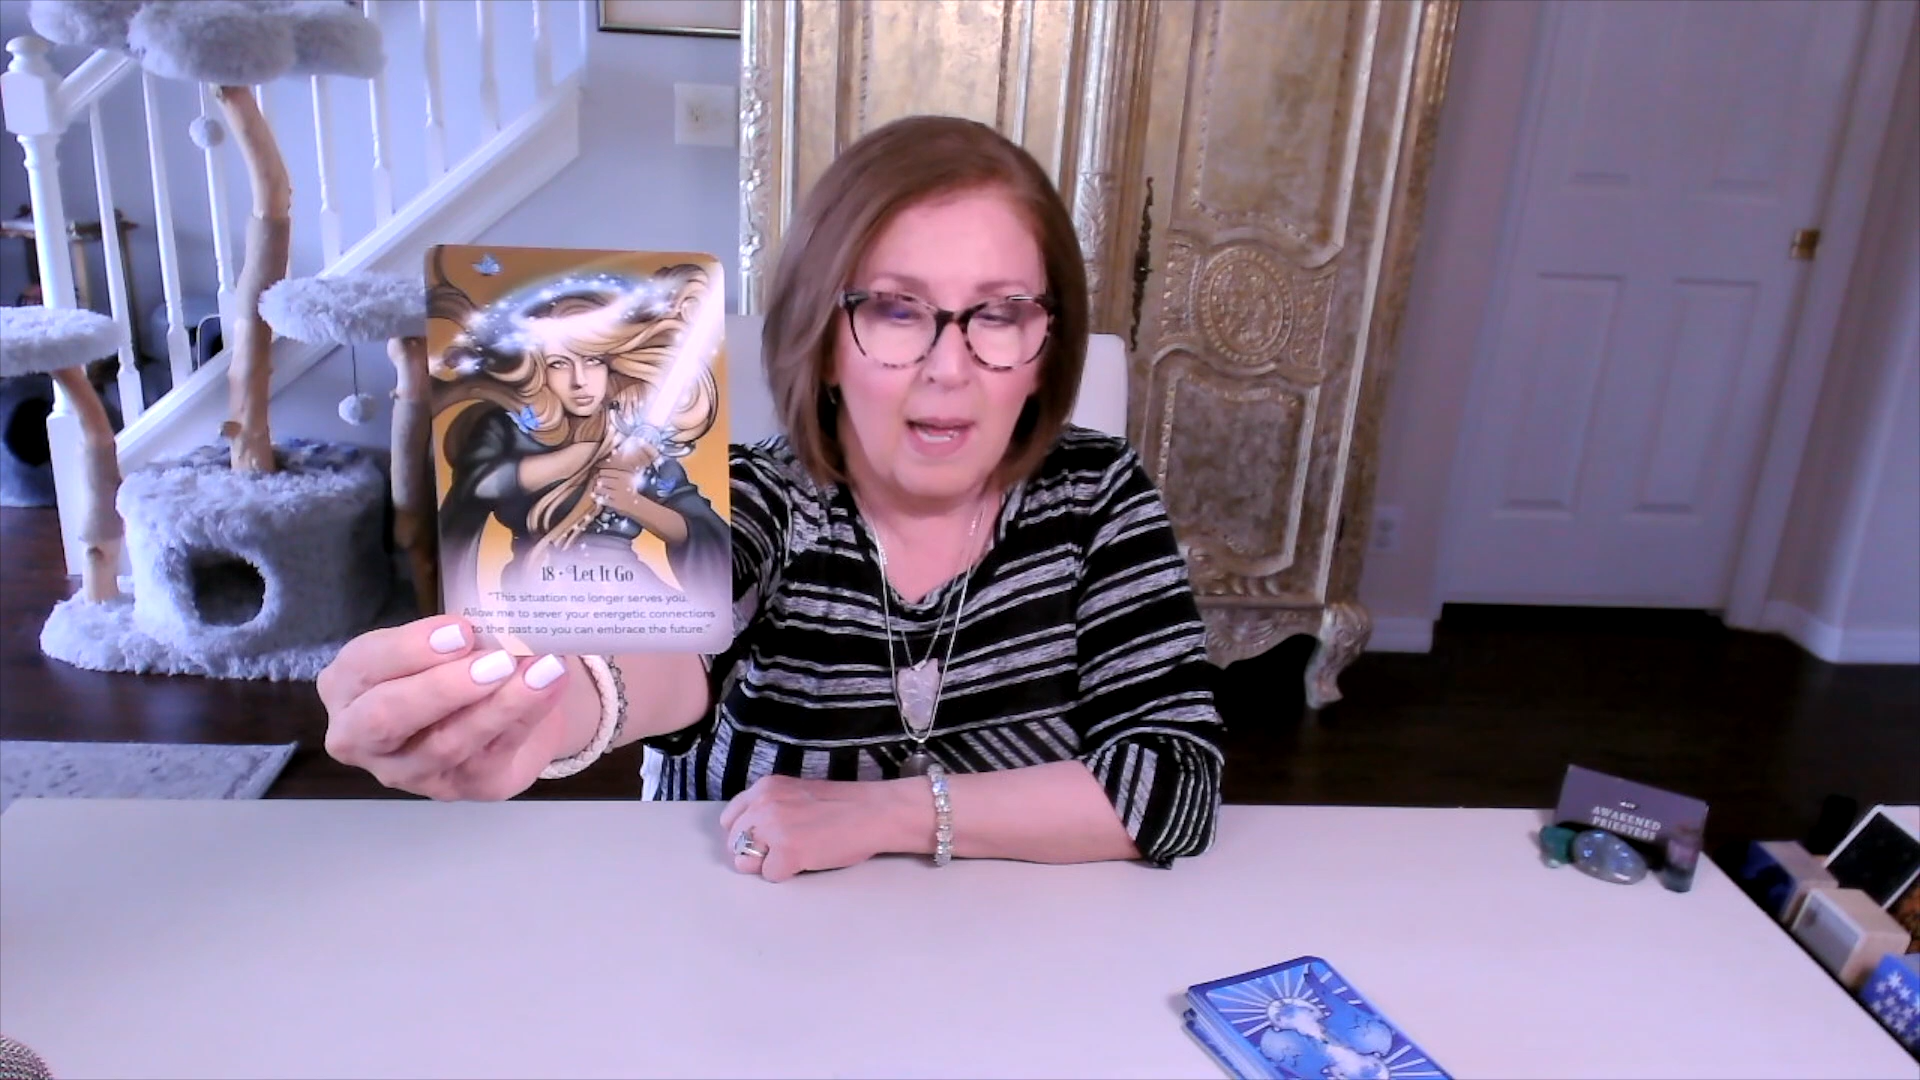 18 • Let It Go
"This situation no longer serves you.
Allow me to sever your energetic connections
to the past so you can embrace the future."
AWAKENED
PRIESTESS